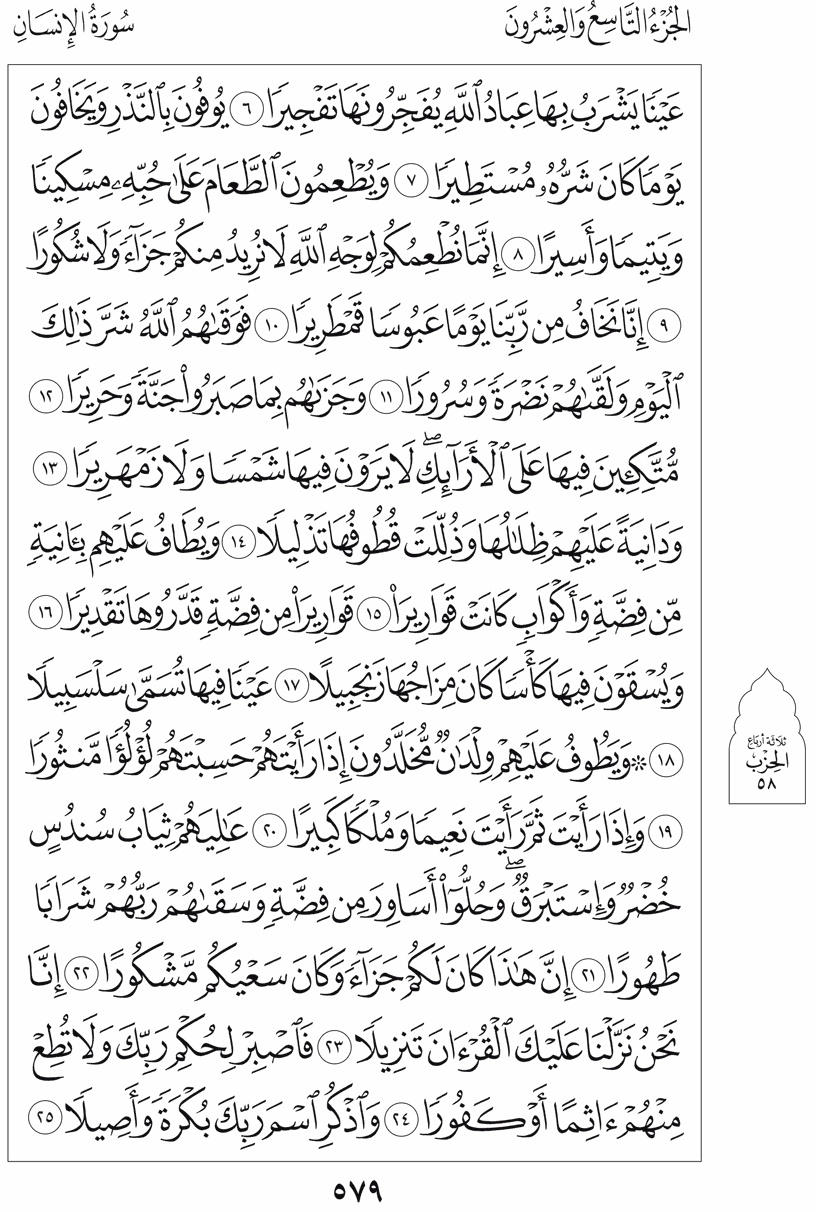 الجُزْءُ التَّاسِعُ وَالعِشْرُونَ
سُورَةُ الإِنسَانِ
عَيْنٗا يَشْرَبُ بِهَا عِبَادُ ٱللَّهِ يُفَجِّرُونَهَا تَفْجِيرٗا ٦ يُوفُونَ بِٱلنَّذْرِ وَيَخَافُونَ
يَوْمٗا كَانَ شَرُّهُۥ مُسْتَطِيرٗا ٧ وَيُطْعِمُونَ ٱلطَّعَامَ عَلَىٰ حُبِّهِۦ مِسْكِينٗا
وَيَتِيمٗا وَأَسِيرًا ٨ إِنَّمَا نُطْعِمُكُمْ لِوَجْهِ ٱللَّهِ لَا نُرِيدُ مِنكُمْ جَزَآءٗ وَلَا شُكُورًا
٩ إِنَّا نَخَافُ مِن رَّبِّنَا يَوْمًا عَبُوسٗا قَمْطَرِيرٗا ١٠ فَوَقَىٰهُمُ ٱللَّهُ شَرَّ ذَٰلِكَ
ٱلْيَوْمِ وَلَقَّىٰهُمْ نَضْرَةٗ وَسُرُورٗا ١١ وَجَزَىٰهُم بِمَا صَبَرُوا۟ جَنَّةٗ وَحَرِيرٗا ١٢
مُّتَّكِـِٔينَ فِيهَا عَلَى ٱلْأَرَآئِكِۖ لَا يَرَوْنَ فِيهَا شَمْسٗا وَلَا زَمْهَرِيرٗا ١٣
وَدَانِيَةً عَلَيْهِمْ ظِلَٰلُهَا وَذُلِّلَتْ قُطُوفُهَا تَذْلِيلٗا ١٤ وَيُطَافُ عَلَيْهِم بِـَٔانِيَةٖ
مِّن فِضَّةٖ وَأَكْوَابٖ كَانَتْ قَوَارِيرَا۠ ١٥ قَوَارِيرَا۟ مِن فِضَّةٖ قَدَّرُوهَا تَقْدِيرٗا ١٦
وَيُسْقَوْنَ فِيهَا كَأْسٗا كَانَ مِزَاجُهَا زَنجَبِيلًا ١٧ عَيْنٗا فِيهَا تُسَمَّىٰ سَلْسَبِيلٗا
١٨ ۞ وَيَطُوفُ عَلَيْهِمْ وِلْدَٰنٞ مُّخَلَّدُونَ إِذَا رَأَيْتَهُمْ حَسِبْتَهُمْ لُؤْلُؤٗا مَّنثُورٗا
١٩ وَإِذَا رَأَيْتَ ثَمَّ رَأَيْتَ نَعِيمٗا وَمُلْكٗا كَبِيرًا ٢٠ عَٰلِيَهُمْ ثِيَابُ سُندُسٍ
خُضْرٞ وَإِسْتَبْرَقٞۖ وَحُلُّوٓا۟ أَسَاوِرَ مِن فِضَّةٖ وَسَقَىٰهُمْ رَبُّهُمْ شَرَابٗا
طَهُورًا ٢١ إِنَّ هَٰذَا كَانَ لَكُمْ جَزَآءٗ وَكَانَ سَعْيُكُم مَّشْكُورًا ٢٢ إِنَّا
نَحْنُ نَزَّلْنَا عَلَيْكَ ٱلْقُرْءَانَ تَنزِيلٗا ٢٣ فَٱصْبِرْ لِحُكْمِ رَبِّكَ وَلَا تُطِعْ
مِنْهُمْ ءَاثِمًا أَوْ كَفُورٗا ٢٤ وَٱذْكُرِ ٱسْمَ رَبِّكَ بُكْرَةٗ وَأَصِيلٗا ٢٥
ثلاثة أرباع
الحِزْب
٥٨
٥٧٩